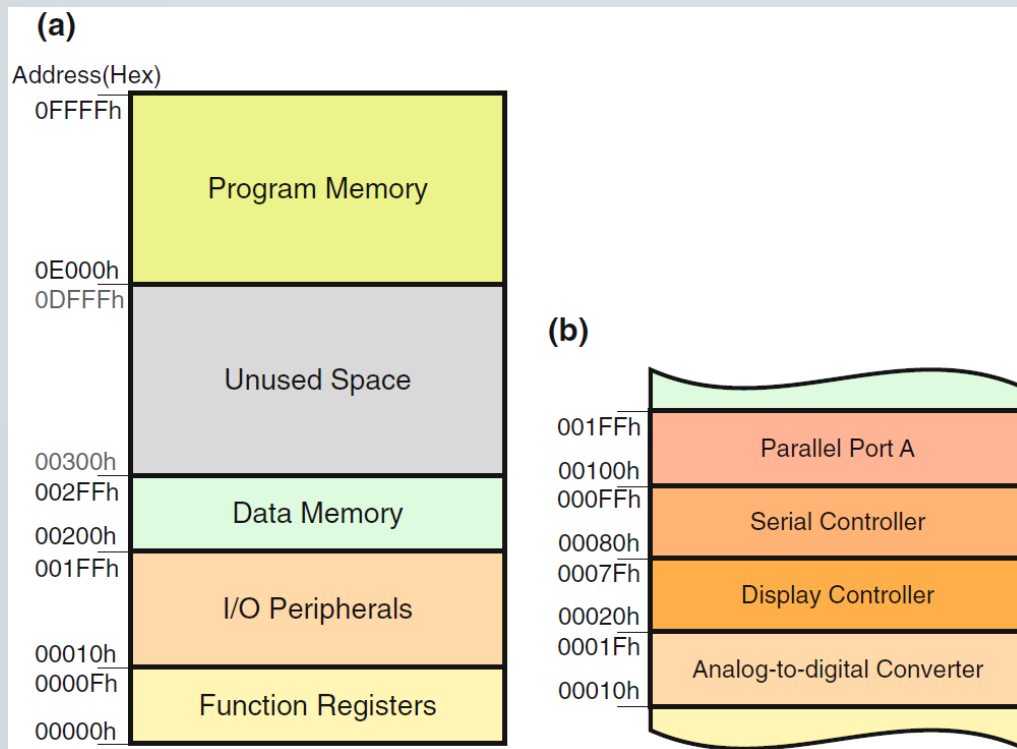 (a)
Address(Hex)
0FFFFh
Program Memory
0E000h
0DFFFh
Unused Space
00300h
002FFh
Data Memory
00200h
001FFh
I/O Peripherals
00010h
0000Fh
Function Registers
00000h
(b)
001FFh
Parallel Port A
00100h
000FFh
Serial Controller
00080h
0007Fh
Display Controller
00020h
0001Fh
Analog-to-digital Converter
00010h